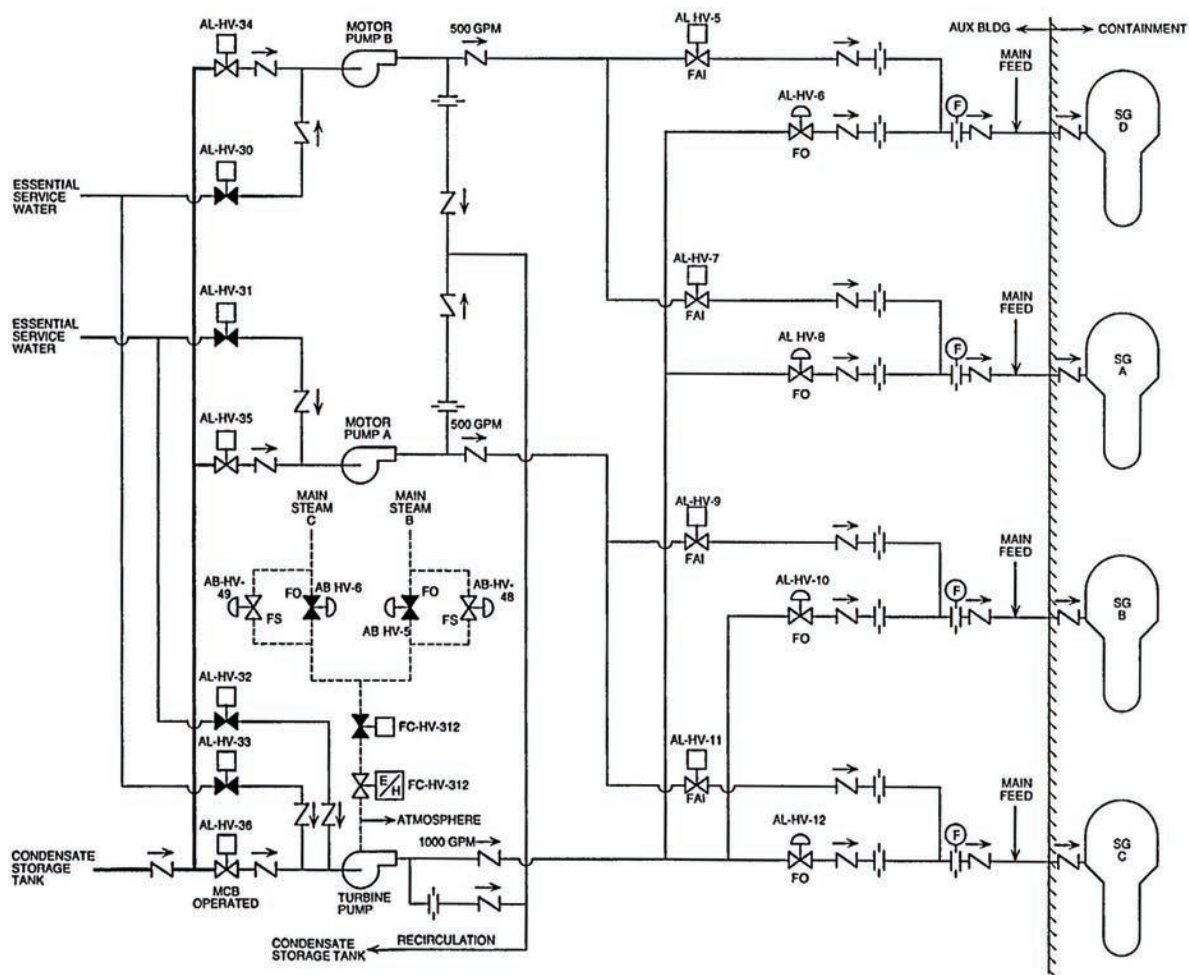 AL-HV-34
MOTOR
PUMP B
500 GPM
AL HV-5
FAI
AUX BLDG
CONTAINMENT
MAIN
FEED
AL-HV-6
FO
F
SG
D
AL-HV-30
ESSENTIAL
SERVICE
WATER
AL-HV-7
FAI
MAIN
FEED
AL-HV-31
ESSENTIAL
SERVICE
WATER
AL HV-8
FO
F
SG
A
AL-HV-35
MOTOR
PUMP A
500 GPM
MAIN
STEAM
C
MAIN
STEAM
B
AL-HV-9
FAI
MAIN
FEED
AB-HV-
49
FS
FO
AB HV-6
FO
AB HV-5
AB-HV-
48
FS
AL-HV-10
FO
F
SG
B
AL-HV-32
FC-HV-312
AL-HV-33
E/H
FC-HV-312
AL-HV-11
FAI
MAIN
FEED
ATMOSPHERE
AL-HV-36
1000 GPM
AL-HV-12
FO
F
SG
C
CONDENSATE
STORAGE
TANK
MCB
OPERATED
TURBINE
PUMP
CONDENSATE
STORAGE TANK
RECIRCULATION